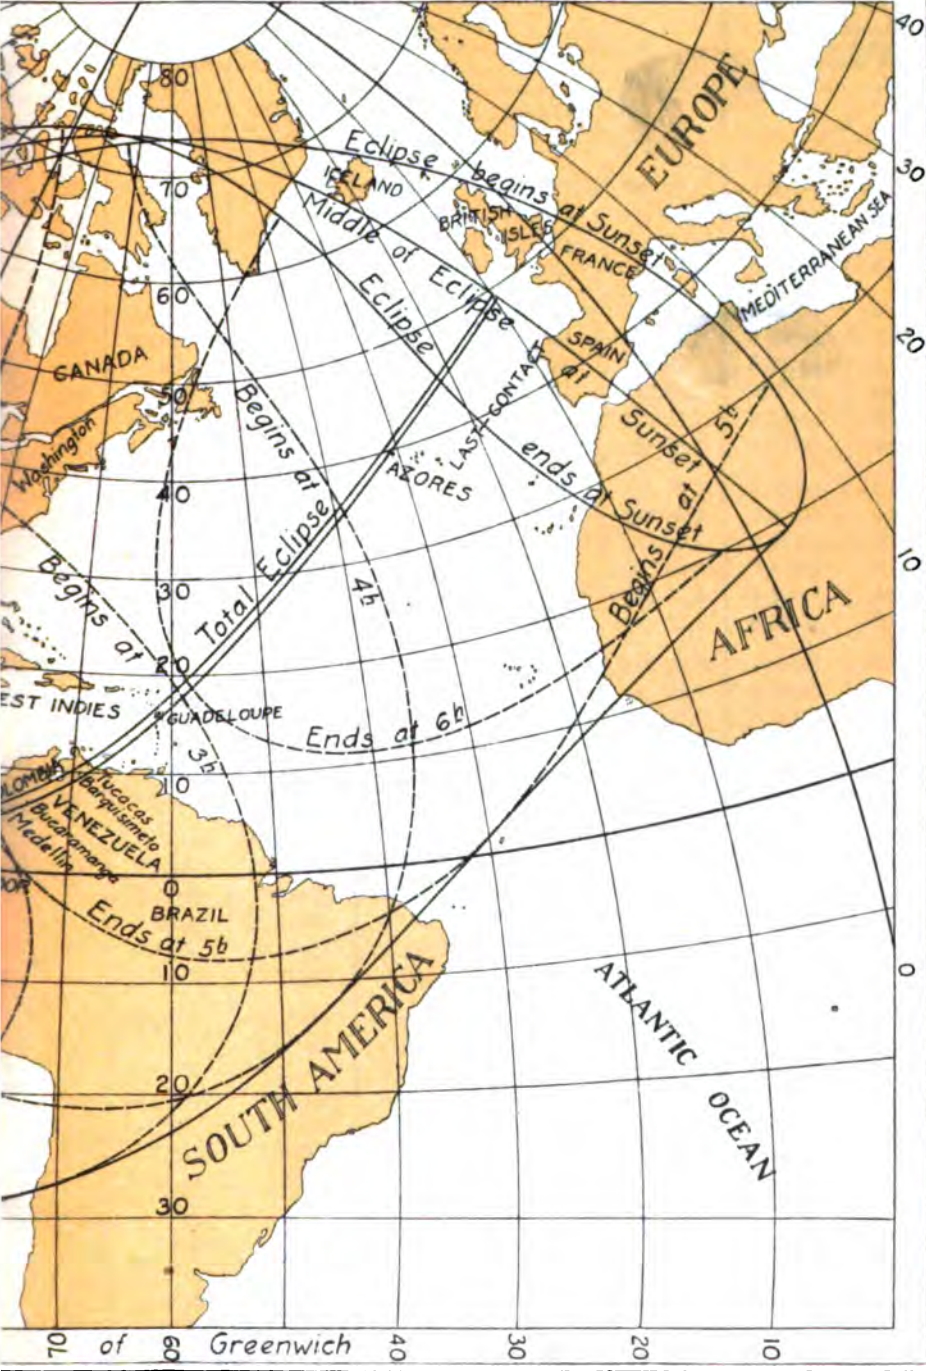 40
80
EUROPE
Eclipse begins at Sunset
30
70
ICELAND
BRITISH
ISLES
Middle of Eclipse at Sunset
FRANCE
MEDITERRANEAN SEA
60
Eclipse ends at Sunset
20
SPAIN
CANADA
LAST CONTACT
50
Begins at 4h
Begins at 5h
Washington
AZORES
40
Total Eclipse
10
Begins at 3h
30
AFRICA
20
EST INDIES
GUADELOUPE
Ends at 6h
10
OLOMBIA
Tucacas
Barquisimeto
VENEZUELA
Bucaramanga
Medellin
0
BRAZIL
Ends at 5h
0
10
ATLANTIC OCEAN
SOUTH AMERICA
20
30
70 of 60 Greenwich 40 30 20 10